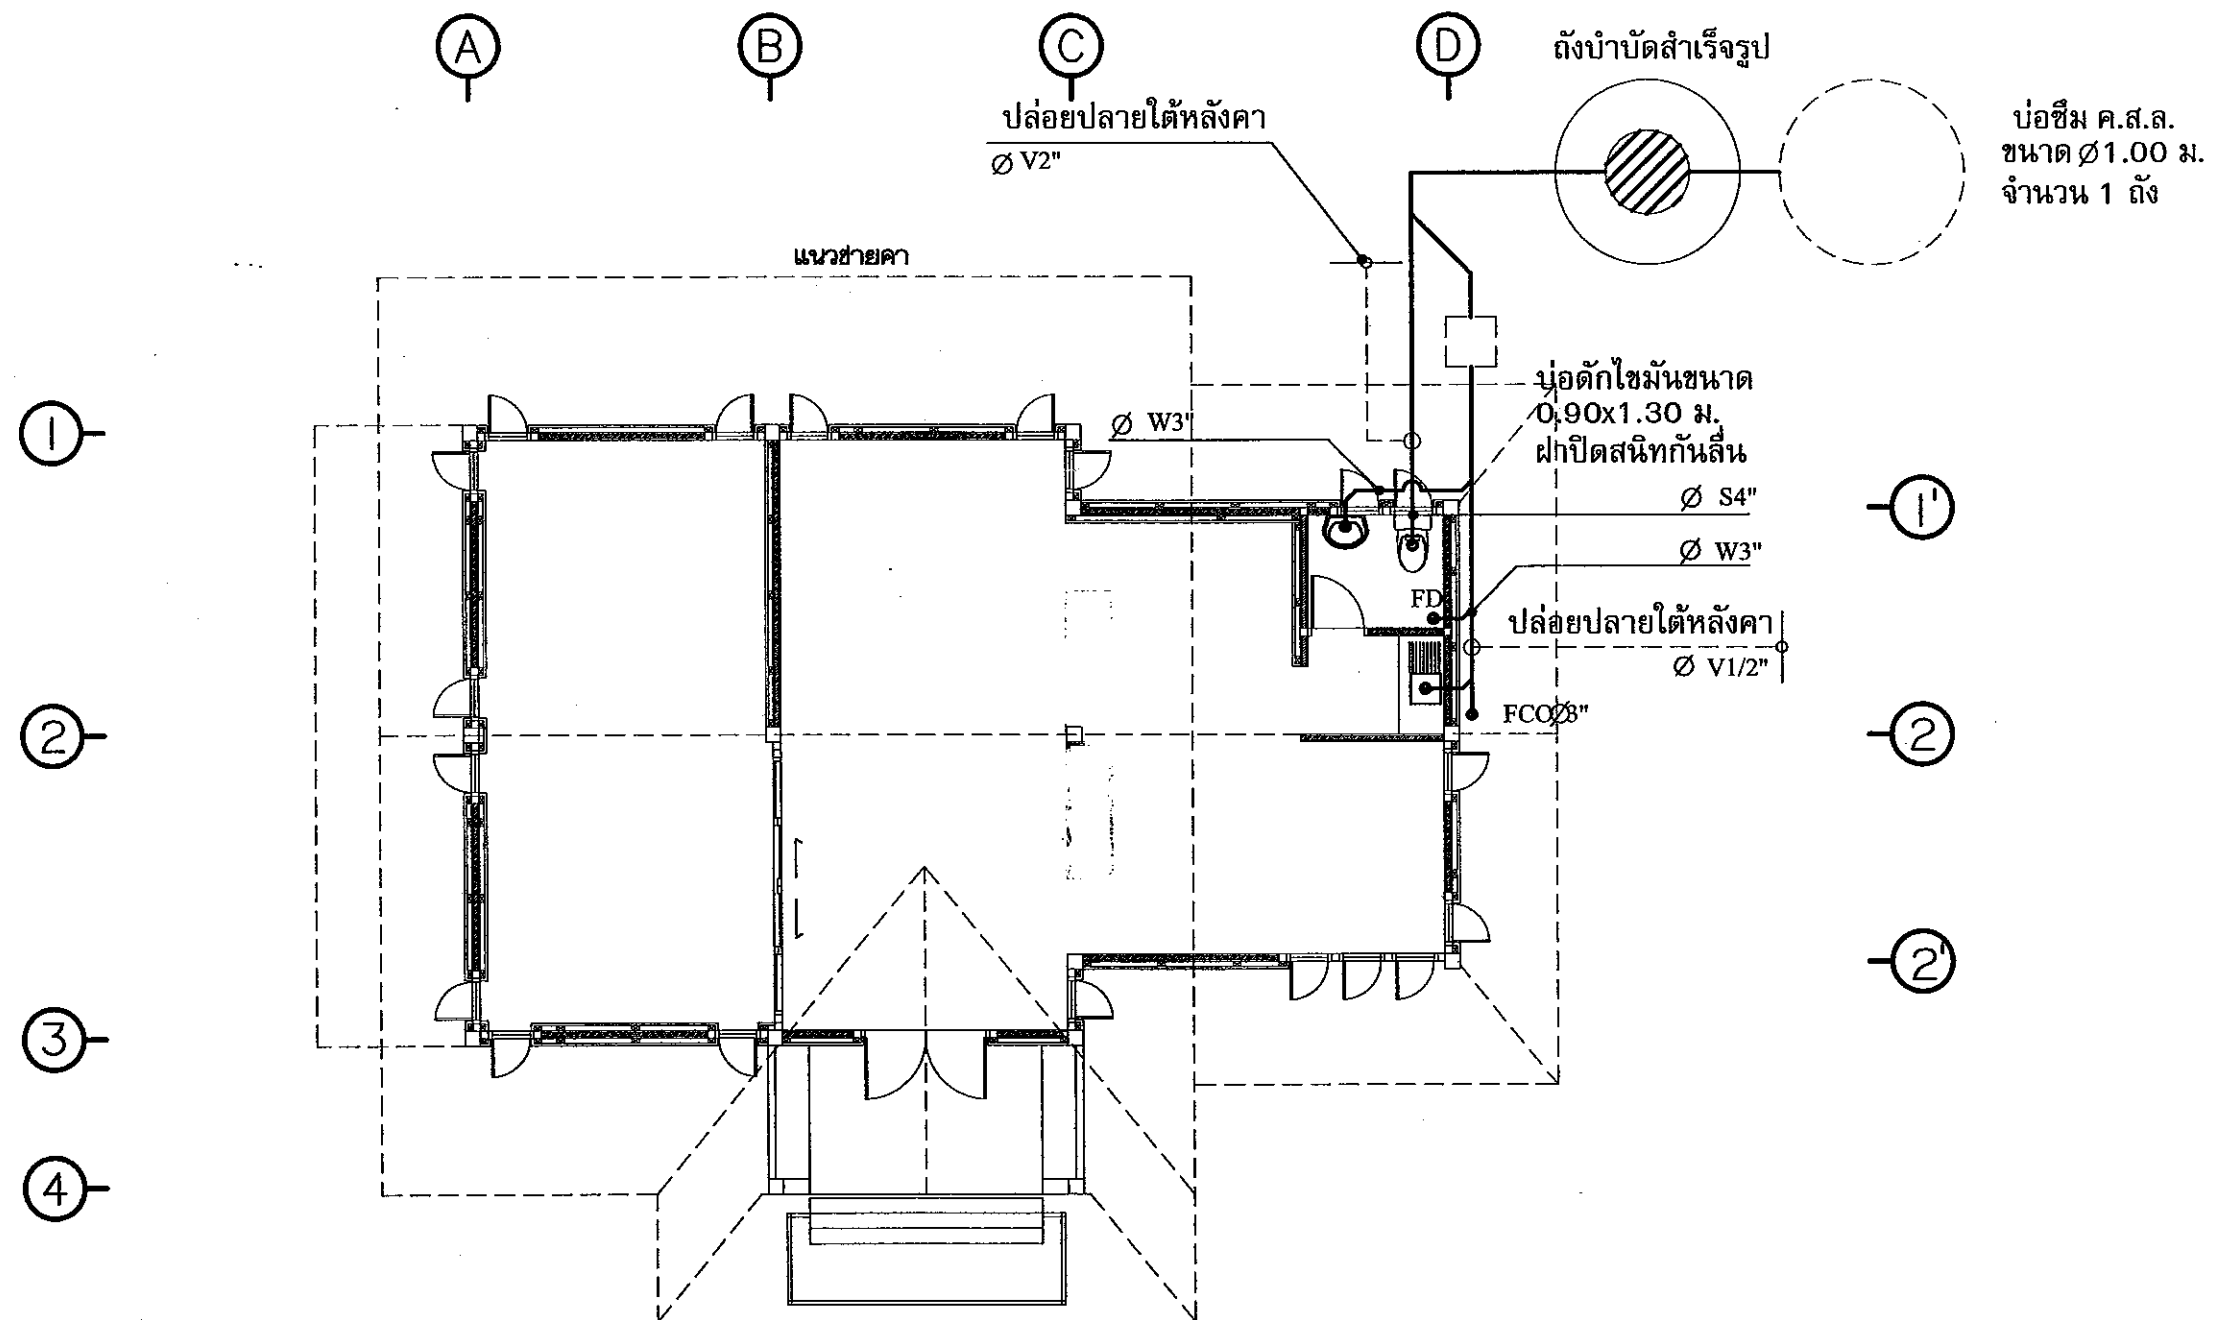 A
B
C
D
ถังบำบัดสำเร็จรูป
ปล่อยปลายใต้หลังคา
Ø V2"
บ่อซึม ค.ส.ล.
ขนาด Ø1.00 ม.
จำนวน 1 ถัง
แนวชายคา
บ่อดักไขมันขนาด
0.90x1.30 ม.
ฝาปิดสนิทกันลื่น
1
Ø W3"
Ø S4"
1'
Ø W3"
FD
ปล่อยปลายใต้หลังคา
Ø V1/2"
FCOØ3"
2
2
2'
3
4